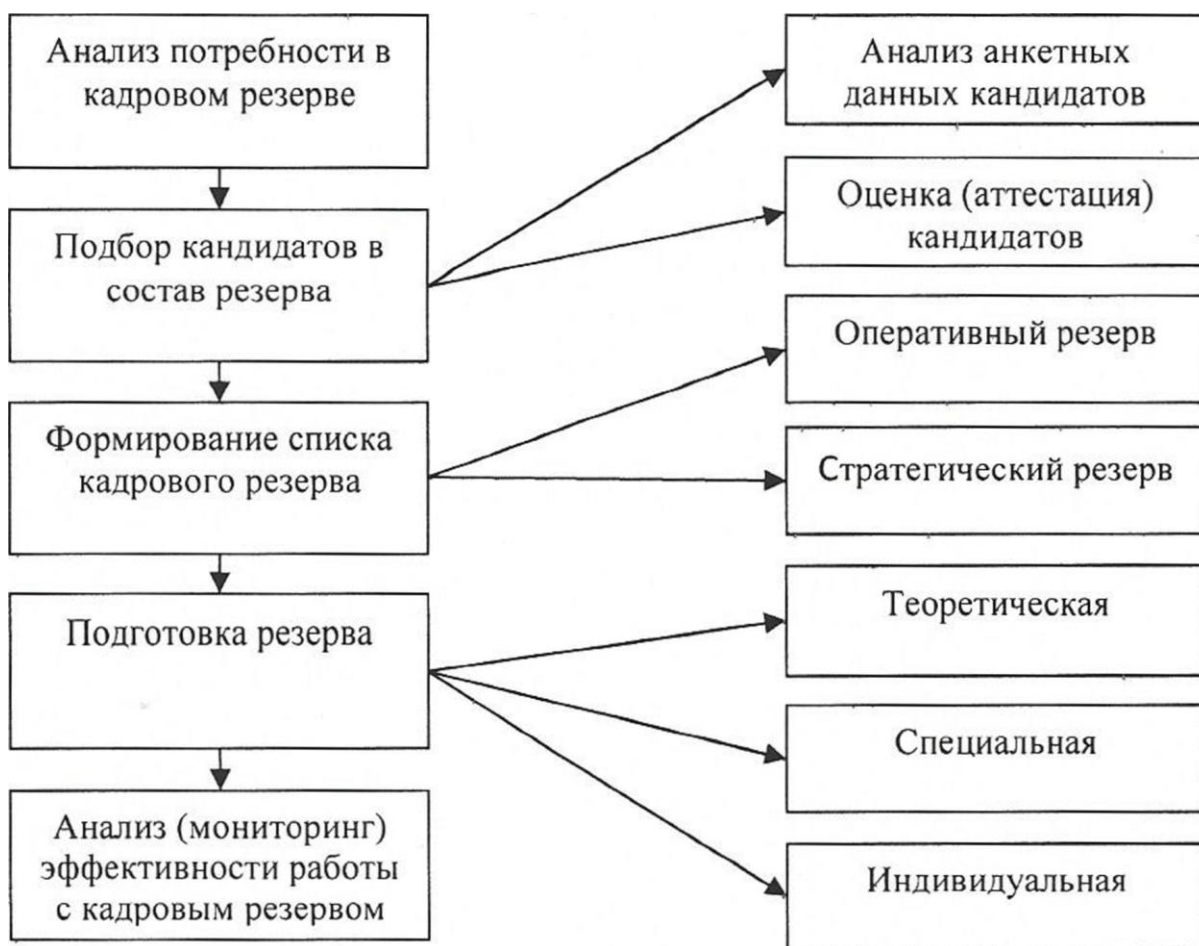 Анализ потребности в
кадровом резерве
Подбор кандидатов в
состав резерва
Формирование списка
кадрового резерва
Подготовка резерва
Анализ (мониторинг)
эффективности работы
с кадровым резервом
Анализ анкетных
данных кандидатов
Оценка (аттестация)
кандидатов
Оперативный резерв
Стратегический резерв
Теоретическая
Специальная
Индивидуальная